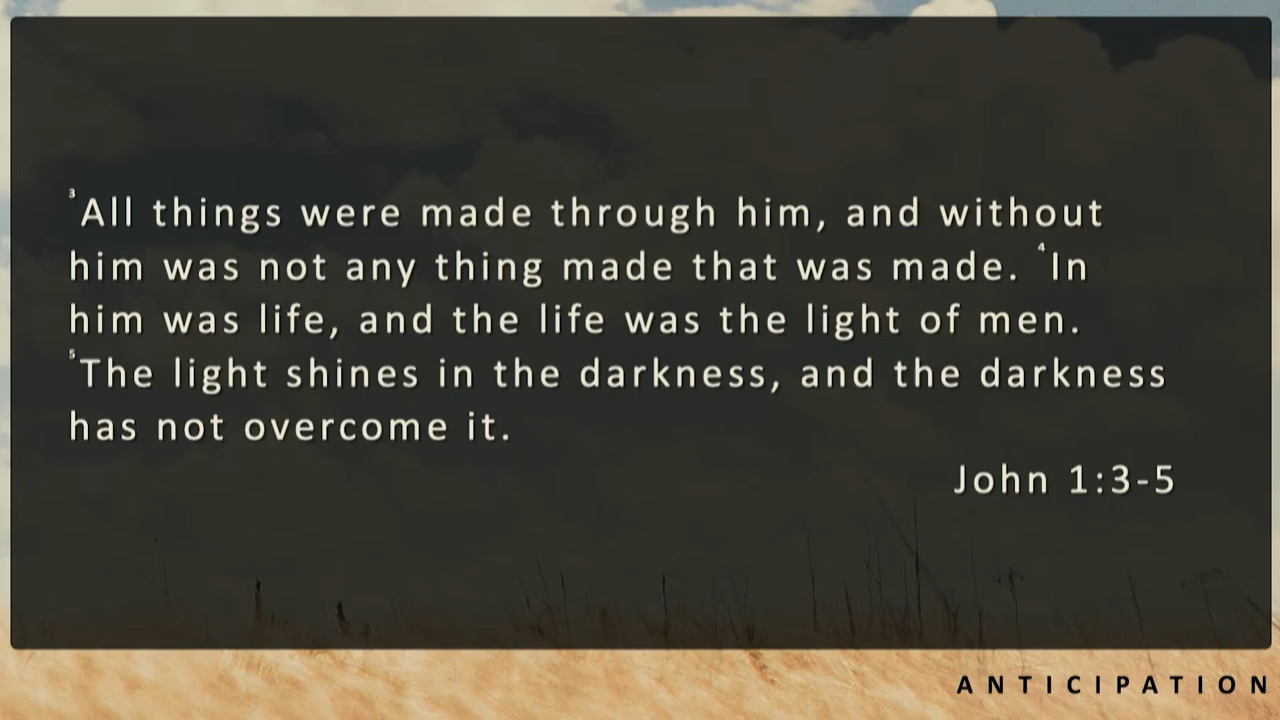 ³All things were made through him, and without
him was not any thing made that was made. ⁴In
him was life, and the life was the light of men.
⁵The light shines in the darkness, and the darkness
has not overcome it.
John 1:3-5
ANTICIPATION